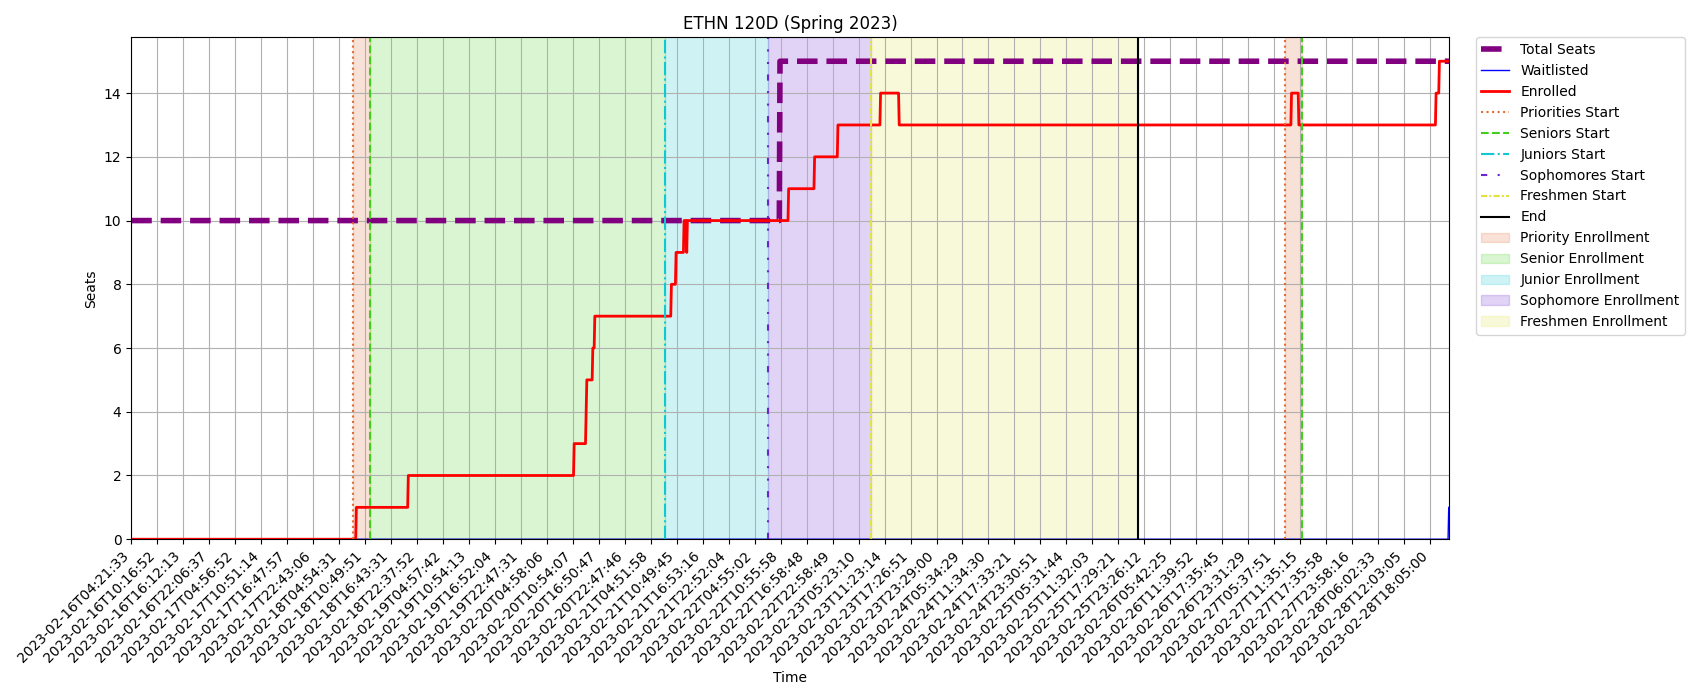 ETHN 120D (Spring 2023)
Seats
14
12
10
8
6
4
2
0
2023-02-16T04:21:33
2023-02-16T10:16:52
2023-02-16T16:12:13
2023-02-16T22:06:37
2023-02-17T04:56:52
2023-02-17T10:51:14
2023-02-17T16:47:57
2023-02-17T22:43:06
2023-02-18T04:54:31
2023-02-18T10:49:51
2023-02-18T16:43:31
2023-02-18T22:37:52
2023-02-19T04:57:42
2023-02-19T10:54:13
2023-02-19T16:52:04
2023-02-19T22:47:31
2023-02-20T04:58:06
2023-02-20T10:54:07
2023-02-20T16:50:47
2023-02-20T22:47:46
2023-02-21T04:51:58
2023-02-21T10:49:45
2023-02-21T16:53:16
2023-02-21T22:52:04
2023-02-22T04:55:02
2023-02-22T10:55:58
2023-02-22T16:58:48
2023-02-22T22:58:49
2023-02-23T05:23:10
2023-02-23T11:23:14
2023-02-23T17:26:51
2023-02-23T23:29:00
2023-02-24T05:34:29
2023-02-24T11:34:30
2023-02-24T17:33:21
2023-02-24T23:30:51
2023-02-25T05:31:44
2023-02-25T11:32:03
2023-02-25T17:29:21
2023-02-25T23:26:12
2023-02-26T05:42:25
2023-02-26T11:39:52
2023-02-26T17:35:45
2023-02-26T23:31:29
2023-02-27T05:37:51
2023-02-27T11:35:15
2023-02-27T17:35:58
2023-02-27T23:58:16
2023-02-28T06:02:33
2023-02-28T12:03:05
2023-02-28T18:05:00
Time
Total Seats
Waitlisted
Enrolled
Priorities Start
Seniors Start
Juniors Start
Sophomores Start
Freshmen Start
End
Priority Enrollment
Senior Enrollment
Junior Enrollment
Sophomore Enrollment
Freshmen Enrollment